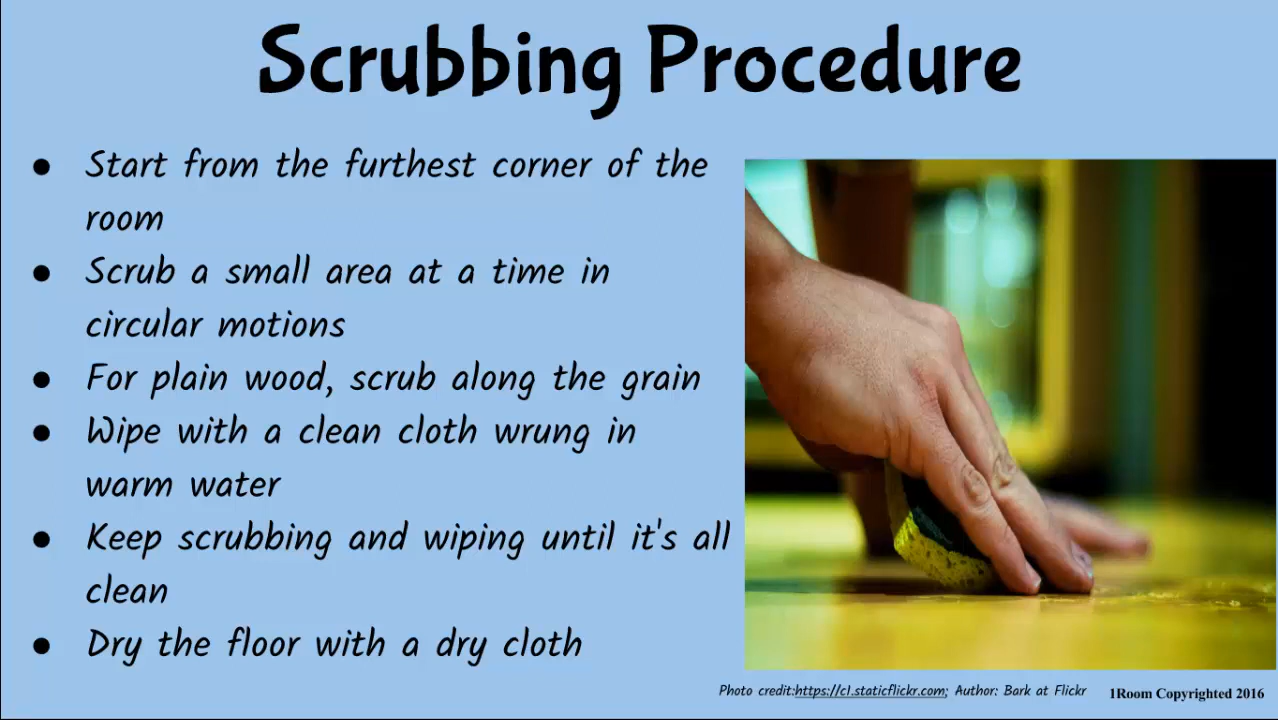 Scrubbing Procedure
● Start from the furthest corner of the
room
● Scrub a small area at a time in
circular motions
● For plain wood, scrub along the grain
● Wipe with a clean cloth wrung in
warm water
● Keep scrubbing and wiping until it's all
clean
● Dry the floor with a dry cloth
Photo credit:https://c1.staticflickr.com; Author: Bark at Flickr
1Room Copyrighted 2016